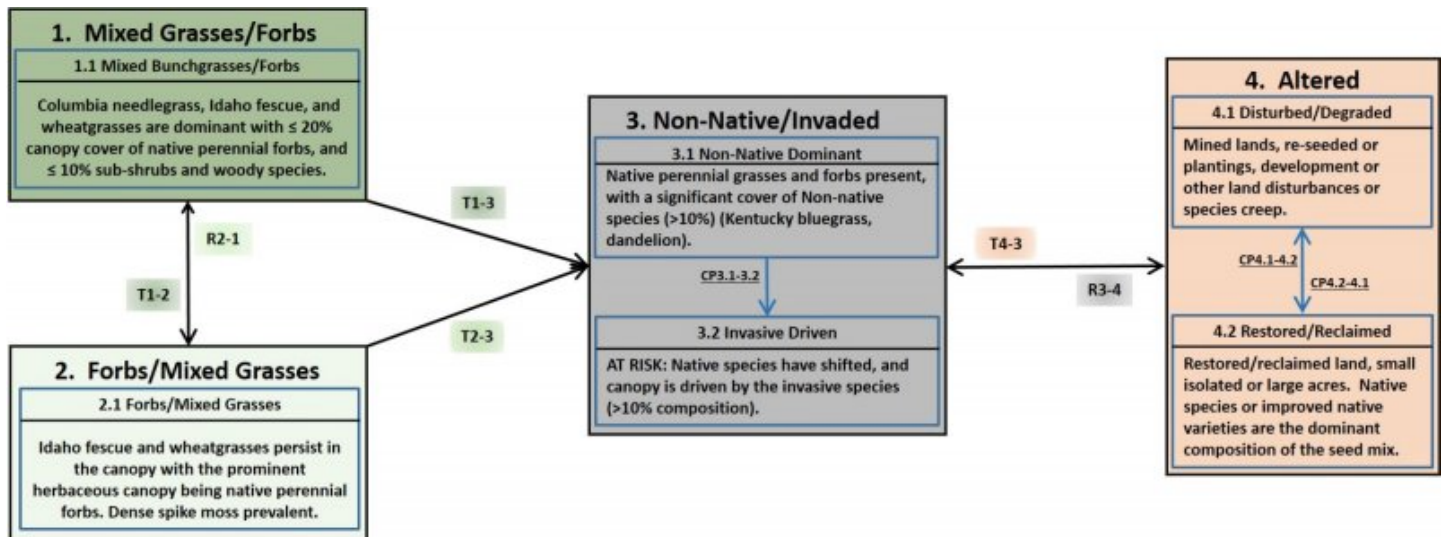 1. Mixed Grasses/Forbs
1.1 Mixed Bunchgrasses/Forbs
Columbia needlegrass, Idaho fescue, and
wheatgrasses are dominant with ≤ 20%
canopy cover of native perennial forbs, and
≤ 10% sub-shrubs and woody species.
R2-1
T1-2
2. Forbs/Mixed Grasses
2.1 Forbs/Mixed Grasses
Idaho fescue and wheatgrasses persist in
the canopy with the prominent
herbaceous canopy being native perennial
forbs. Dense spike moss prevalent.
T1-3
T2-3
3. Non-Native/Invaded
3.1 Non-Native Dominant
Native perennial grasses and forbs present,
with a significant cover of Non-native
species (>10%) (Kentucky bluegrass,
dandelion).
CP3.1-3.2
3.2 Invasive Driven
AT RISK: Native species have shifted, and
canopy is driven by the invasive species
(>10% composition).
T4-3
R3-4
4. Altered
4.1 Disturbed/Degraded
Mined lands, re-seeded or
plantings, development or
other land disturbances or
species creep.
CP4.1-4.2
CP4.2-4.1
4.2 Restored/Reclaimed
Restored/reclaimed land, small
isolated or large acres. Native
species or improved native
varieties are the dominant
composition of the seed mix.